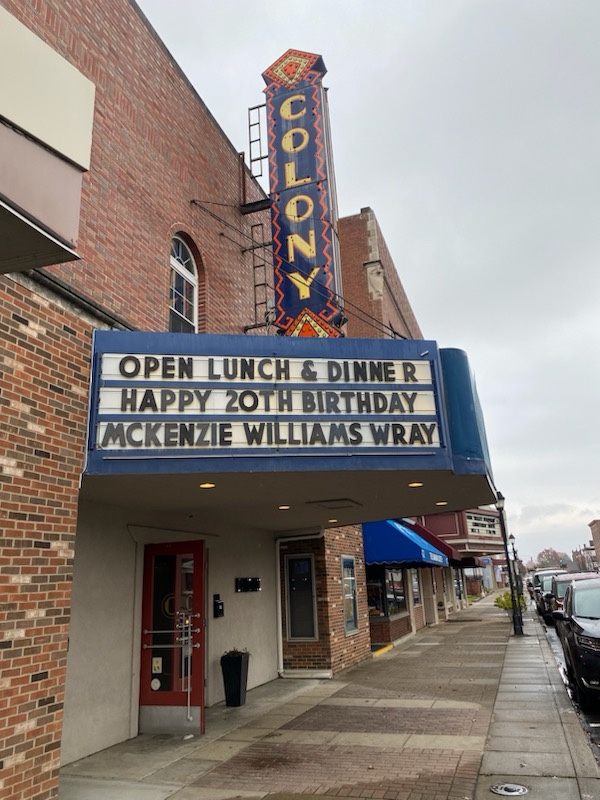 COLONY
OPEN LUNCH & DINNER
HAPPY 20TH BIRTHDAY
MCKENZIE WILLIAMS WRAY